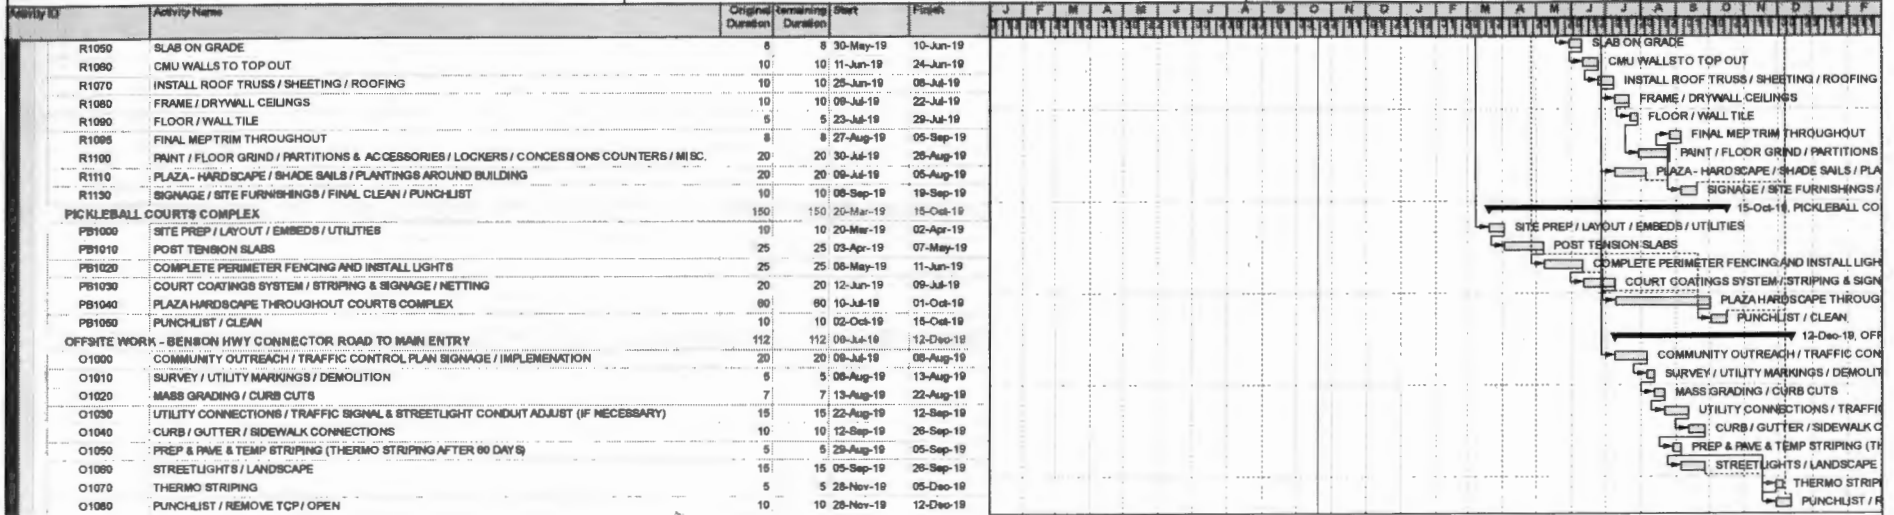 Activity ID Activity Name Original Duration Remaining Duration Start Finish J F M A M J J A S O N D J F M A M J J A S O N D J F
R1050 SLAB ON GRADE 8 8 30-May-19 10-Jun-19 SLAB ON GRADE
R1060 CMU WALLS TO TOP OUT 10 10 11-Jun-19 24-Jun-19 CMU WALLS TO TOP OUT
R1070 INSTALL ROOF TRUSS / SHEETING / ROOFING 10 10 25-Jun-19 08-Jul-19 INSTALL ROOF TRUSS / SHEETING / ROOFING
R1080 FRAME / DRYWALL CEILINGS 10 10 09-Jul-19 22-Jul-19 FRAME / DRYWALL CEILINGS
R1090 FLOOR / WALL TILE 5 5 23-Jul-19 29-Jul-19 FLOOR / WALL TILE
R1095 FINAL MEP TRIM THROUGHOUT 8 8 27-Aug-19 05-Sep-19 FINAL MEP TRIM THROUGHOUT
R1100 PAINT / FLOOR GRIND / PARTITIONS & ACCESSORIES / LOCKERS / CONCESSIONS COUNTERS / MISC. 20 20 30-Jul-19 26-Aug-19 PAINT / FLOOR GRIND / PARTITIONS
R1110 PLAZA - HARDSCAPE / SHADE SAILS / PLANTINGS AROUND BUILDING 20 20 09-Jul-19 05-Aug-19 PLAZA - HARDSCAPE / SHADE SAILS / PLA
R1130 SIGNAGE / SITE FURNISHINGS / FINAL CLEAN / PUNCHLIST 10 10 06-Sep-19 19-Sep-19 SIGNAGE / SITE FURNISHINGS /
PICKLEBALL COURTS COMPLEX 150 150 20-Mar-19 15-Oct-19 15-Oct-19, PICKLEBALL CO
PB1000 SITE PREP / LAYOUT / EMBEDS / UTILITIES 10 10 20-Mar-19 02-Apr-19 SITE PREP / LAYOUT / EMBEDS / UTILITIES
PB1010 POST TENSION SLABS 25 25 03-Apr-19 07-May-19 POST TENSION SLABS
PB1020 COMPLETE PERIMETER FENCING AND INSTALL LIGHTS 25 25 08-May-19 11-Jun-19 COMPLETE PERIMETER FENCING AND INSTALL LIGH
PB1030 COURT COATINGS SYSTEM / STRIPING & SIGNAGE / NETTING 20 20 12-Jun-19 09-Jul-19 COURT COATINGS SYSTEM / STRIPING & SIGN
PB1040 PLAZA HARDSCAPE THROUGHOUT COURTS COMPLEX 60 60 10-Jul-19 01-Oct-19 PLAZA HARDSCAPE THROUG
PB1050 PUNCHLIST / CLEAN 10 10 02-Oct-19 15-Oct-19 PUNCHLIST / CLEAN
OFFSITE WORK - BENSON HWY CONNECTOR ROAD TO MAIN ENTRY 112 112 09-Jul-19 12-Dec-19 12-Dec-19, OFF
O1000 COMMUNITY OUTREACH / TRAFFIC CONTROL PLAN SIGNAGE / IMPLEMENATION 20 20 09-Jul-19 06-Aug-19 COMMUNITY OUTREACH / TRAFFIC CON
O1010 SURVEY / UTILITY MARKINGS / DEMOLITION 5 5 06-Aug-19 13-Aug-19 SURVEY / UTILITY MARKINGS / DEMOLIT
O1020 MASS GRADING / CURB CUTS 7 7 13-Aug-19 22-Aug-19 MASS GRADING / CURB CUTS
O1030 UTILITY CONNECTIONS / TRAFFIC SIGNAL & STREETLIGHT CONDUIT ADJUST (IF NECESSARY) 15 15 22-Aug-19 12-Sep-19 UTILITY CONNECTIONS / TRAFFI
O1040 CURB / GUTTER / SIDEWALK CONNECTIONS 10 10 12-Sep-19 26-Sep-19 CURB / GUTTER / SIDEWALK C
O1050 PREP & PAVE & TEMP STRIPING (THERMO STRIPING AFTER 60 DAYS) 5 5 29-Aug-19 05-Sep-19 PREP & PAVE & TEMP STRIPING (TH
O1060 STREETLIGHTS / LANDSCAPE 15 15 05-Sep-19 26-Sep-19 STREETLIGHTS / LANDSCAPE
O1070 THERMO STRIPING 5 5 28-Nov-19 05-Dec-19 THERMO STRIP
O1080 PUNCHLIST / REMOVE TCP / OPEN 10 10 28-Nov-19 12-Dec-19 PUNCHLIST / R